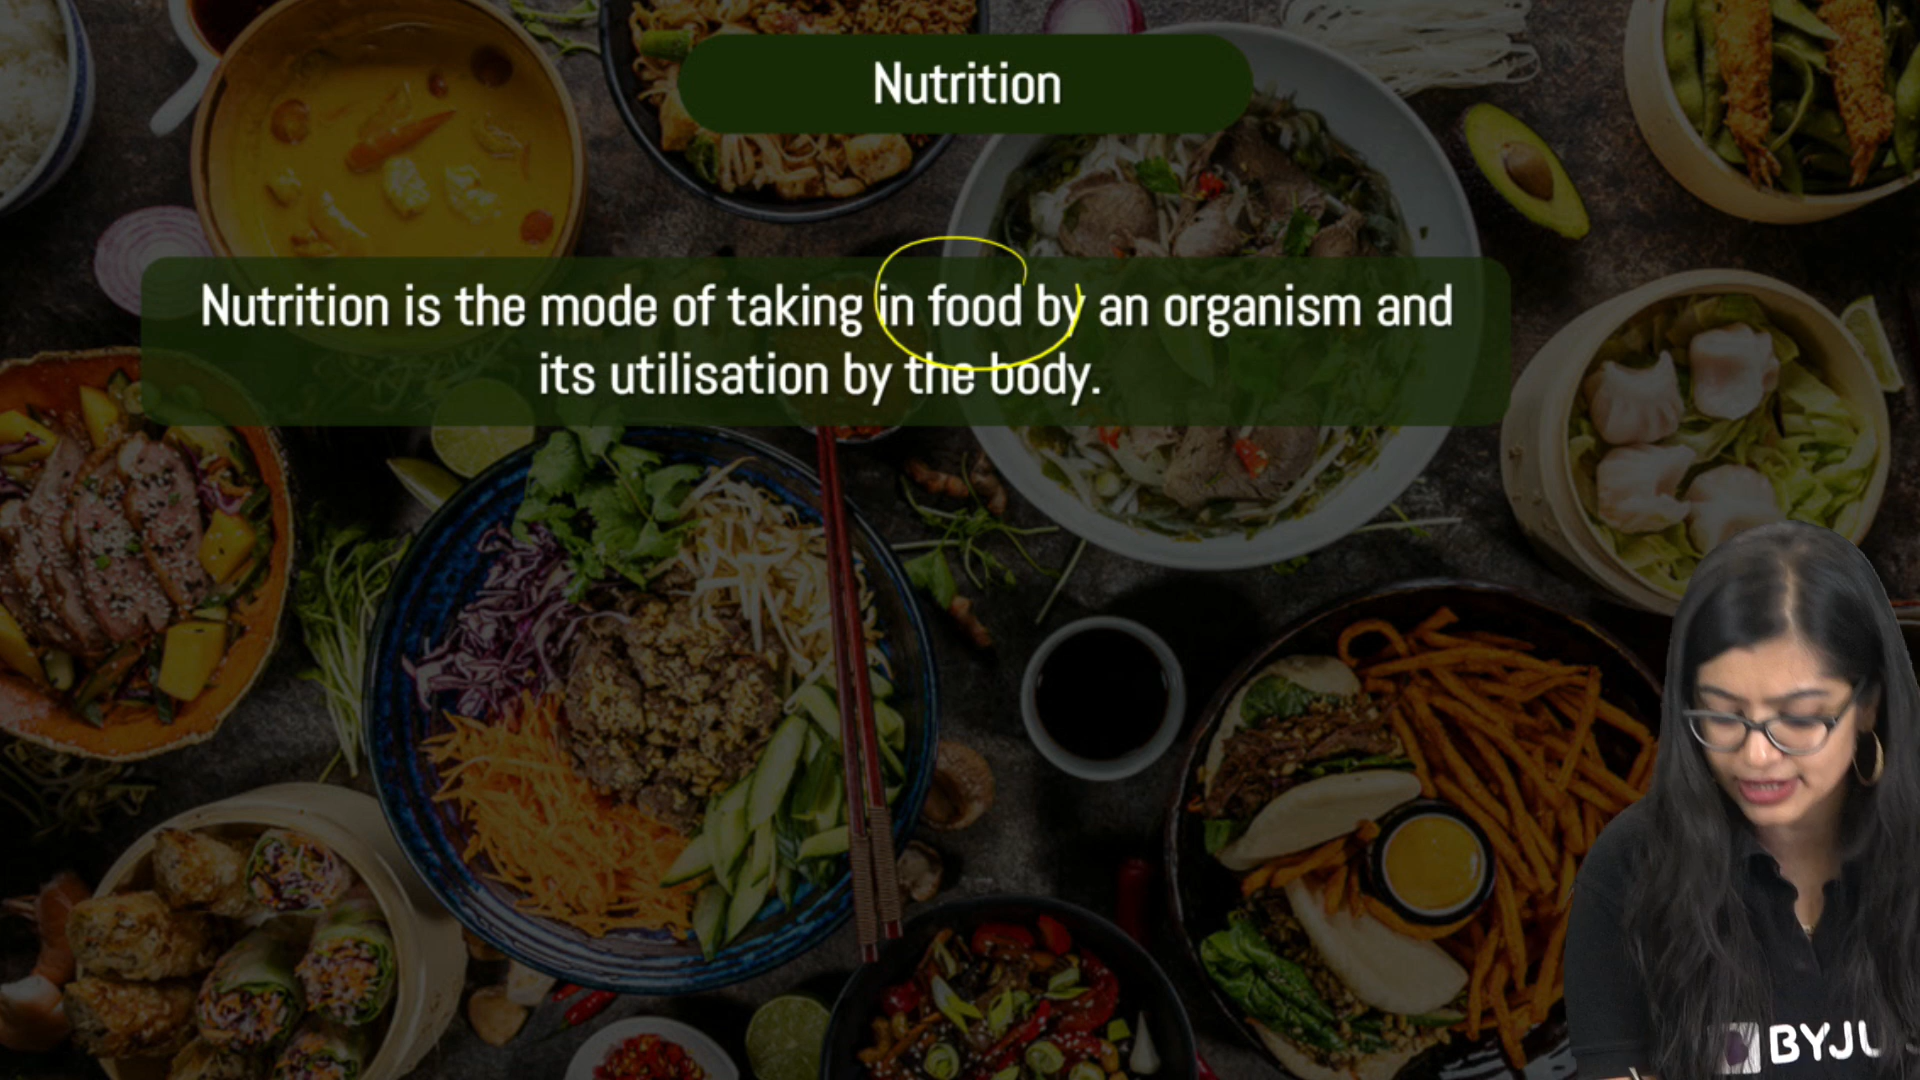 Nutrition
Nutrition is the mode of taking in food by an organism and
its utilisation by the body.
BYJU